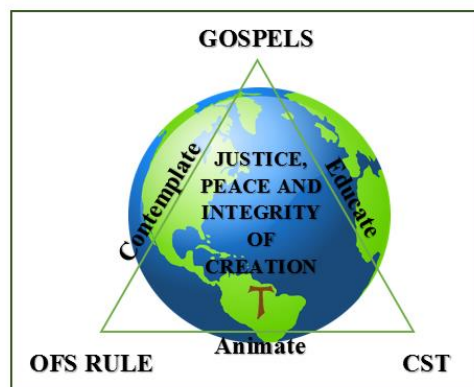 GOSPELS
Contemplate
Educate
JUSTICE,
PEACE AND
INTEGRITY
OF
CREATION
Animate
OFS RULE
CST